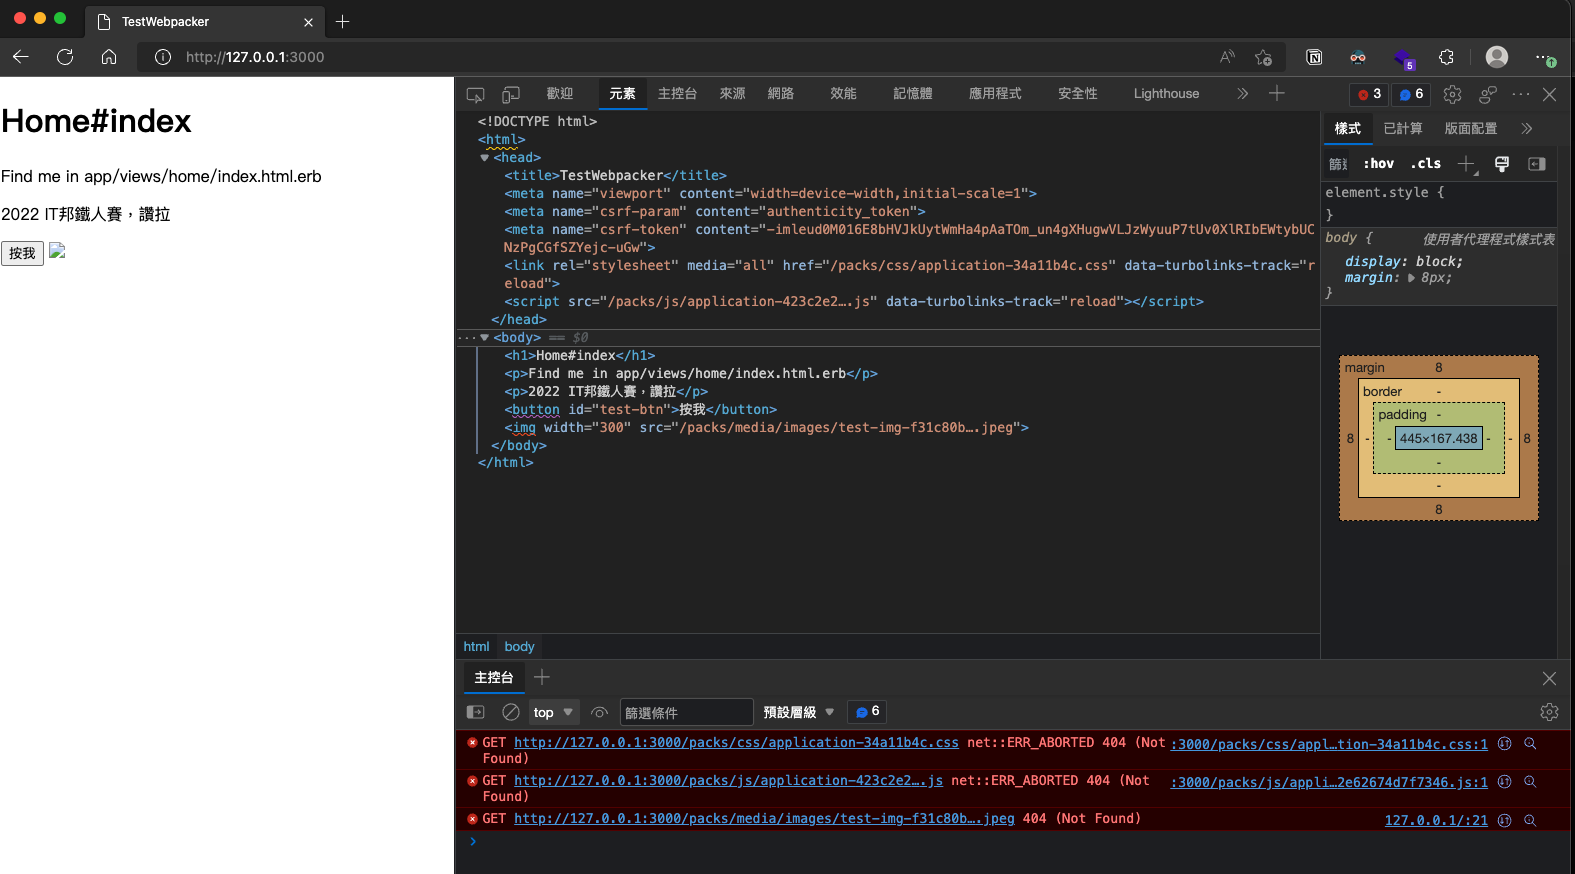 TestWebpacker
http://127.0.0.1:3000
5
Home#index
Find me in app/views/home/index.html.erb
2022 IT邦鐵人賽，讚拉
按我
歡迎 元素 主控台 來源 網路 效能 記憶體 應用程式 安全性 Lighthouse
3 6
<!DOCTYPE html>
<html>
<head>
<title>TestWebpacker</title>
<meta name="viewport" content="width=device-width,initial-scale=1">
<meta name="csrf-param" content="authenticity_token">
<meta name="csrf-token" content="-imleud0M016E8bHVJkUytWmHa4pAaTOm_un4gXHugwVLJzWyuuP7tUv0XlRIbEWtybUC
NzPgCGfSZYejc-uGw">
<link rel="stylesheet" media="all" href="/packs/css/application-34a11b4c.css" data-turbolinks-track="r
eload">
<script src="/packs/js/application-423c2e2….js" data-turbolinks-track="reload"></script>
</head>
···<body> == $0
<h1>Home#index</h1>
<p>Find me in app/views/home/index.html.erb</p>
<p>2022 IT邦鐵人賽，讚拉</p>
<button id="test-btn">按我</button>
<img width="300" src="/packs/media/images/test-img-f31c80b….jpeg">
</body>
</html>
html body
樣式 已計算 版面配置
篩 :hov .cls
element.style {
}
body { 使用者代理程式樣式表
display: block;
margin: 8px;
}
margin 8
border -
padding -
8 - - 445×167.438 - - 8
-
-
8
主控台
top 篩選條件 預設層級 6
GET http://127.0.0.1:3000/packs/css/application-34a11b4c.css net::ERR_ABORTED 404 (Not :3000/packs/css/appl…tion-34a11b4c.css:1
Found)
GET http://127.0.0.1:3000/packs/js/application-423c2e2….js net::ERR_ABORTED 404 (Not :3000/packs/js/appli…2e62674d7f7346.js:1
Found)
GET http://127.0.0.1:3000/packs/media/images/test-img-f31c80b….jpeg 404 (Not Found) 127.0.0.1/:21